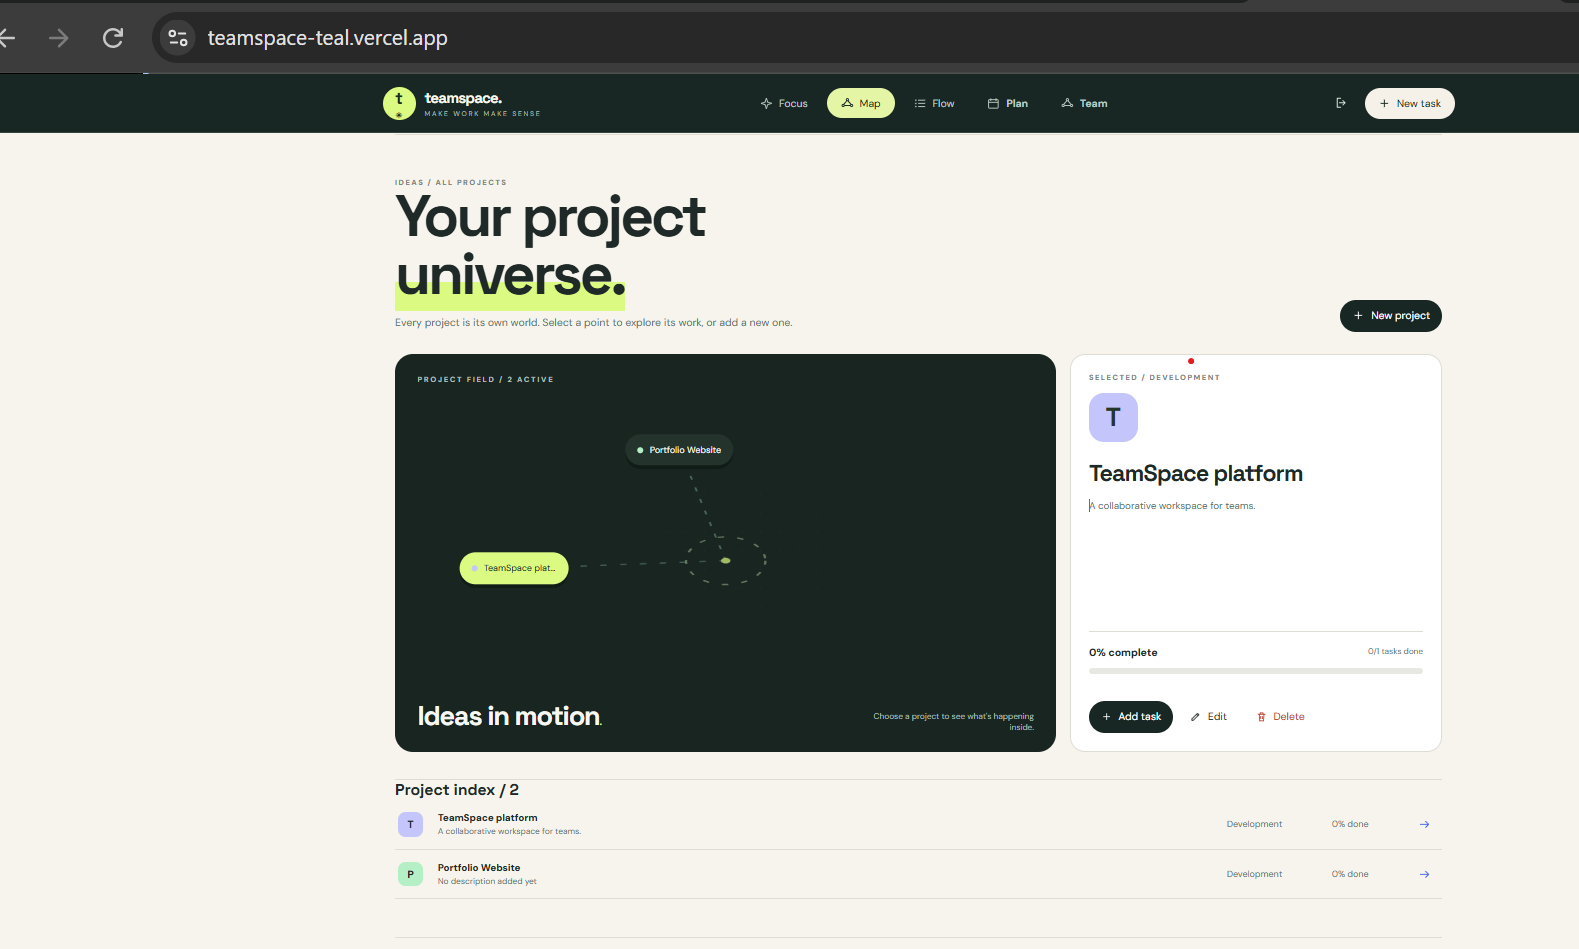 teamspace-teal.vercel.app
t
teamspace.
MAKE WORK MAKE SENSE
Focus
Map
Flow
Plan
Team
+ New task
IDEAS / ALL PROJECTS
Your project
universe.
Every project is its own world. Select a point to explore its work, or add a new one.
+ New project
PROJECT FIELD / 2 ACTIVE
Portfolio Website
TeamSpace plat...
Ideas in motion.
Choose a project to see what's happening
inside.
SELECTED / DEVELOPMENT
T
TeamSpace platform
A collaborative workspace for teams.
0% complete
0/1 tasks done
+ Add task
Edit
Delete
Project index / 2
T
TeamSpace platform
A collaborative workspace for teams.
Development
0% done
P
Portfolio Website
No description added yet
Development
0% done